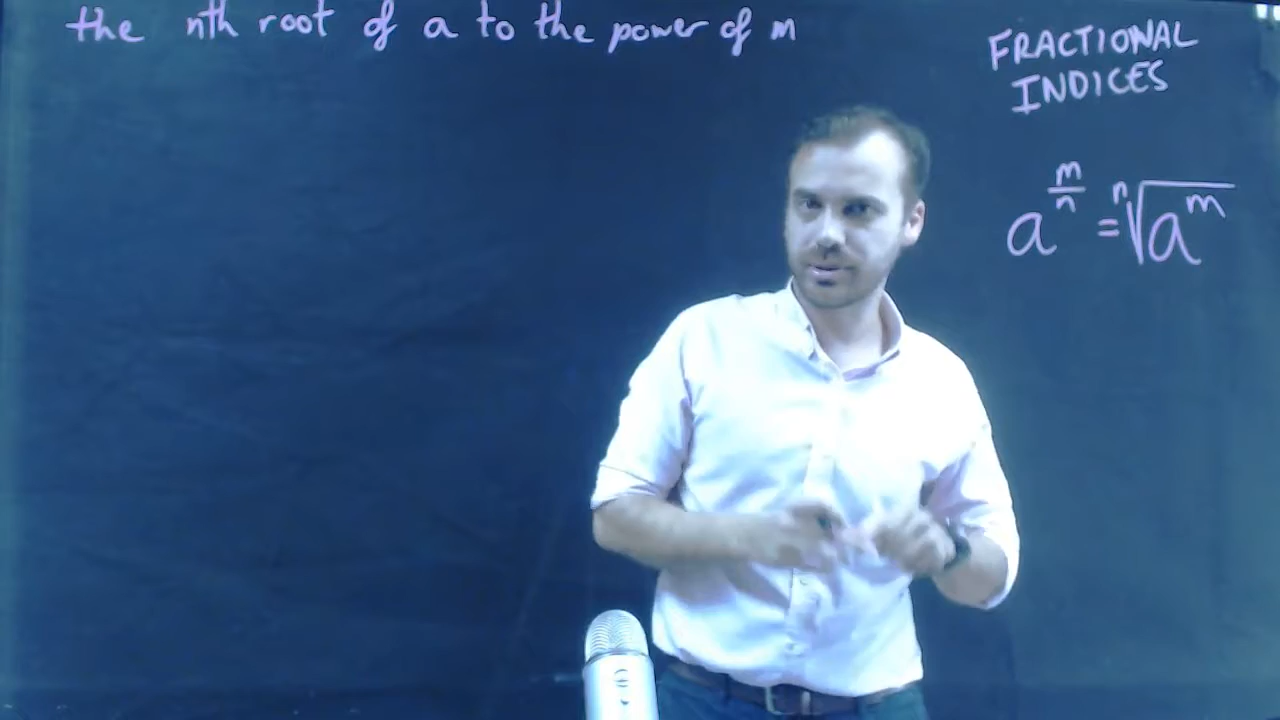 the nth root of a to the power of m
FRACTIONAL
INDICES
a^(m/n) = ⁿ√(a^m)